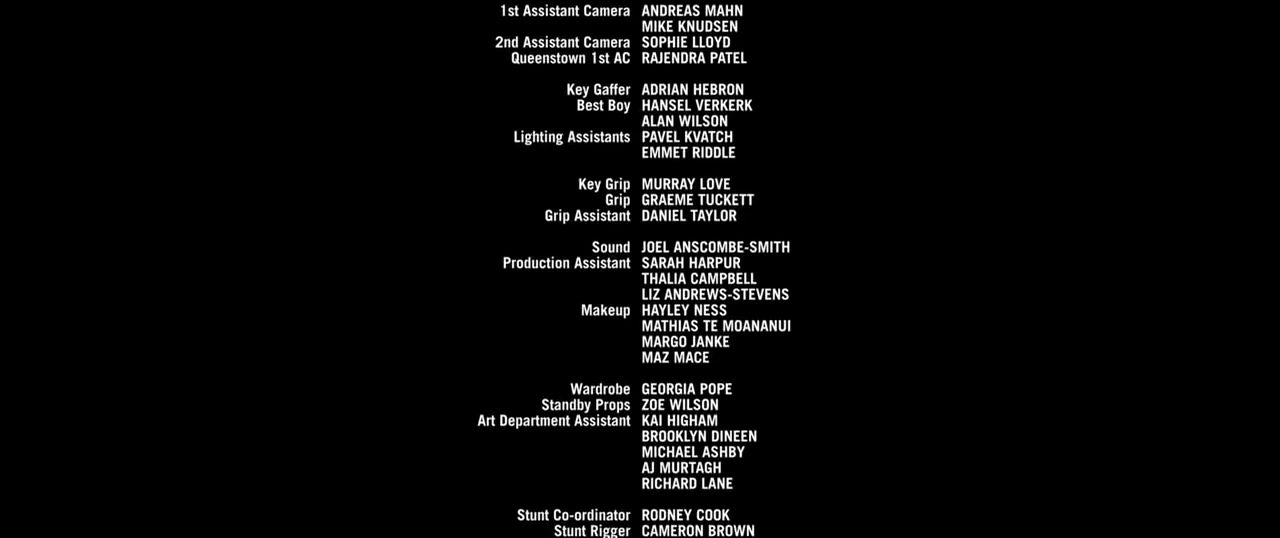 1st Assistant Camera ANDREAS MAHN
MIKE KNUDSEN
2nd Assistant Camera SOPHIE LLOYD
Queenstown 1st AC RAJENDRA PATEL
Key Gaffer ADRIAN HEBRON
Best Boy HANSEL VERKERK
ALAN WILSON
Lighting Assistants PAVEL KVATCH
EMMET RIDDLE
Key Grip MURRAY LOVE
Grip GRAEME TUCKETT
Grip Assistant DANIEL TAYLOR
Sound JOEL ANSCOMBE-SMITH
Production Assistant SARAH HARPUR
THALIA CAMPBELL
LIZ ANDREWS-STEVENS
Makeup HAYLEY NESS
MATHIAS TE MOANANUI
MARGO JANKE
MAZ MACE
Wardrobe GEORGIA POPE
Standby Props ZOE WILSON
Art Department Assistant KAI HIGHAM
BROOKLYN DINEEN
MICHAEL ASHBY
AJ MURTAGH
RICHARD LANE
Stunt Co-ordinator RODNEY COOK
Stunt Rigger CAMERON BROWN